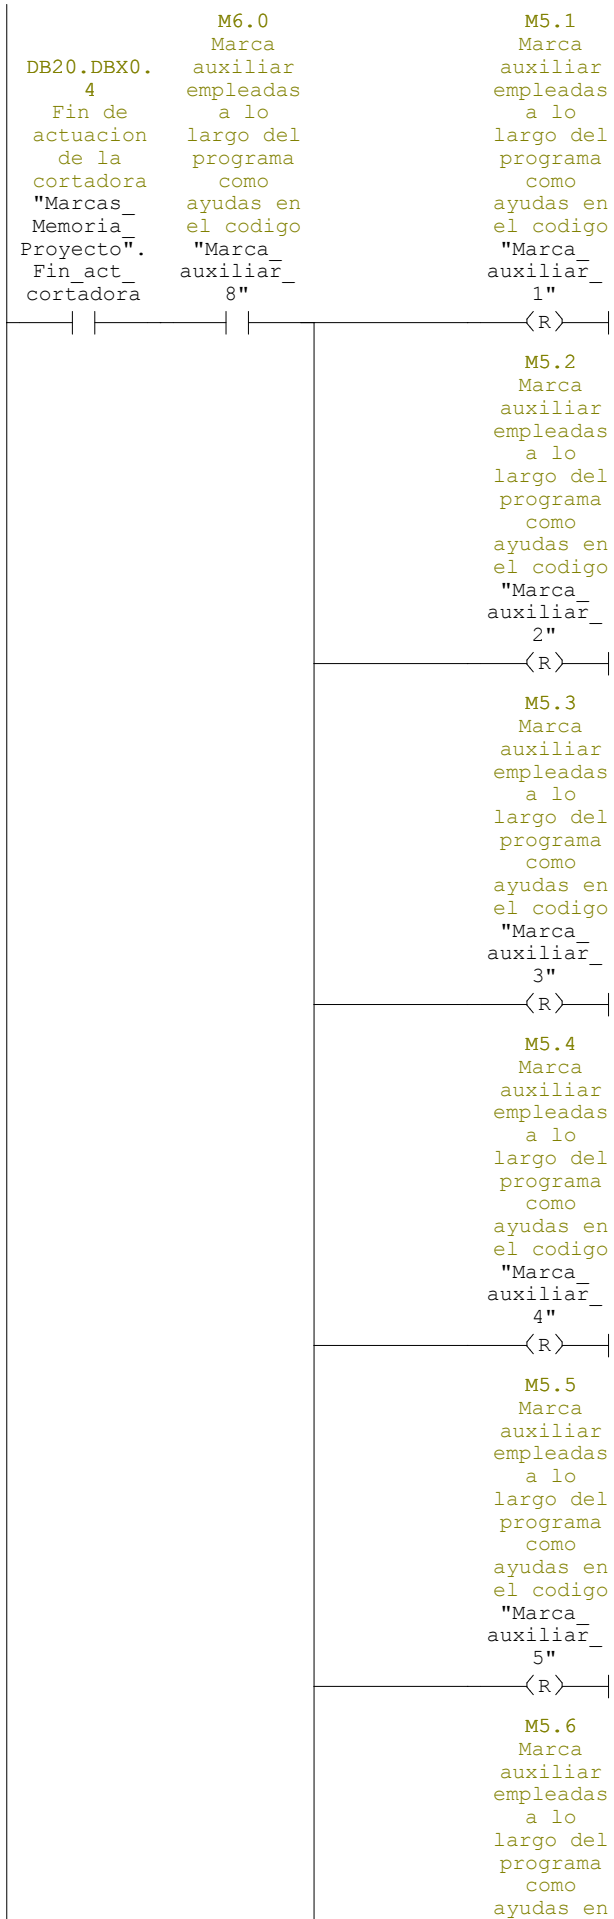 DB20.DBX0.
4
Fin de
actuacion
de la
cortadora
"Marcas_
Memoria_
Proyecto".
Fin_act_
cortadora
M6.0
Marca
auxiliar
empleadas
a lo
largo del
programa
como
ayudas en
el codigo
"Marca_
auxiliar_
8"
M5.1
Marca
auxiliar
empleadas
a lo
largo del
programa
como
ayudas en
el codigo
"Marca_
auxiliar_
1"
R
M5.2
Marca
auxiliar
empleadas
a lo
largo del
programa
como
ayudas en
el codigo
"Marca_
auxiliar_
2"
R
M5.3
Marca
auxiliar
empleadas
a lo
largo del
programa
como
ayudas en
el codigo
"Marca_
auxiliar_
3"
R
M5.4
Marca
auxiliar
empleadas
a lo
largo del
programa
como
ayudas en
el codigo
"Marca_
auxiliar_
4"
R
M5.5
Marca
auxiliar
empleadas
a lo
largo del
programa
como
ayudas en
el codigo
"Marca_
auxiliar_
5"
R
M5.6
Marca
auxiliar
empleadas
a lo
largo del
programa
como
ayudas en